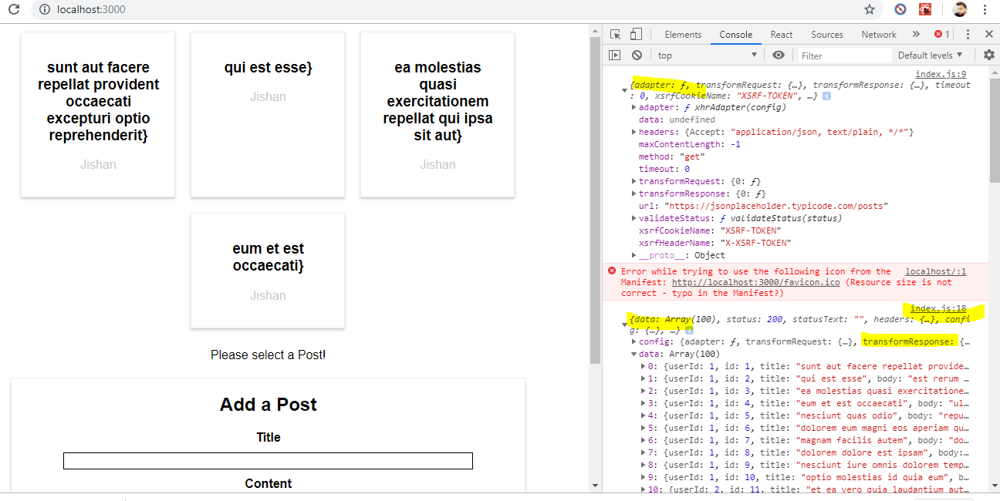 localhost:3000
sunt aut facere
repellat provident
occaecati
excepturi optio
reprehenderit}
Jishan
qui est esse}
Jishan
ea molestias
quasi
exercitationem
repellat qui ipsa
sit aut}
Jishan
eum et est
occaecati}
Jishan
Please select a Post!
Add a Post
Title
Content
Elements Console React Sources Network » 1
top Filter Default levels
index.js:9
{adapter: ƒ, transformRequest: {…}, transformResponse: {…}, timeout
: 0, xsrfCookieName: "XSRF-TOKEN", …} i
adapter: ƒ xhrAdapter(config)
data: undefined
headers: {Accept: "application/json, text/plain, */*"}
maxContentLength: -1
method: "get"
timeout: 0
transformRequest: {0: ƒ}
transformResponse: {0: ƒ}
url: "https://jsonplaceholder.typicode.com/posts"
validateStatus: ƒ validateStatus(status)
xsrfCookieName: "XSRF-TOKEN"
xsrfHeaderName: "X-XSRF-TOKEN"
__proto__: Object
Error while trying to use the following icon from the localhost/:1
Manifest: http://localhost:3000/favicon.ico (Resource size is not
correct - typo in the Manifest?)
index.js:18
{data: Array(100), status: 200, statusText: "", headers: {…}, confi
g: {…}, …} i
config: {adapter: ƒ, transformRequest: {…}, transformResponse: {…
data: Array(100)
0: {userId: 1, id: 1, title: "sunt aut facere repellat provide…
1: {userId: 1, id: 2, title: "qui est esse", body: "est rerum …
2: {userId: 1, id: 3, title: "ea molestias quasi exercitatione…
3: {userId: 1, id: 4, title: "eum et est occaecati", body: "ul…
4: {userId: 1, id: 5, title: "nesciunt quas odio", body: "repu…
5: {userId: 1, id: 6, title: "dolorem eum magni eos aperiam qu…
6: {userId: 1, id: 7, title: "magnam facilis autem", body: "do…
7: {userId: 1, id: 8, title: "dolorem dolore est ipsam", body:…
8: {userId: 1, id: 9, title: "nesciunt iure omnis dolorem temp…
9: {userId: 1, id: 10, title: "optio molestias id quia eum", b…
10: {userId: 2, id: 11, title: "et ea vero quia laudantium aut…